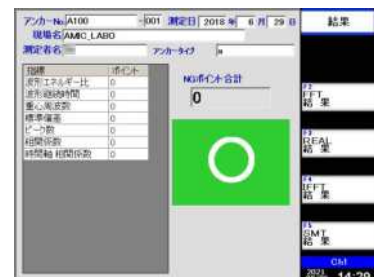 アンカーNo. A100 - 001 測定日 2018 年 6 月 29 日
現場名 AMIC_LABO
測定者名 アンカータイプ a
指標 ポイント
波形エネルギー比 0
波形継続時間 0
重心周波数 0
標準偏差 0
ピーク数 0
相関係数 0
時間軸 相関係数 0
NGポイント合計
0
結果
F2
FFT
結 果
F3
REAL
結 果
F4
IFFT
結 果
F5
SMT
結 果
Ch1
2021 14:29